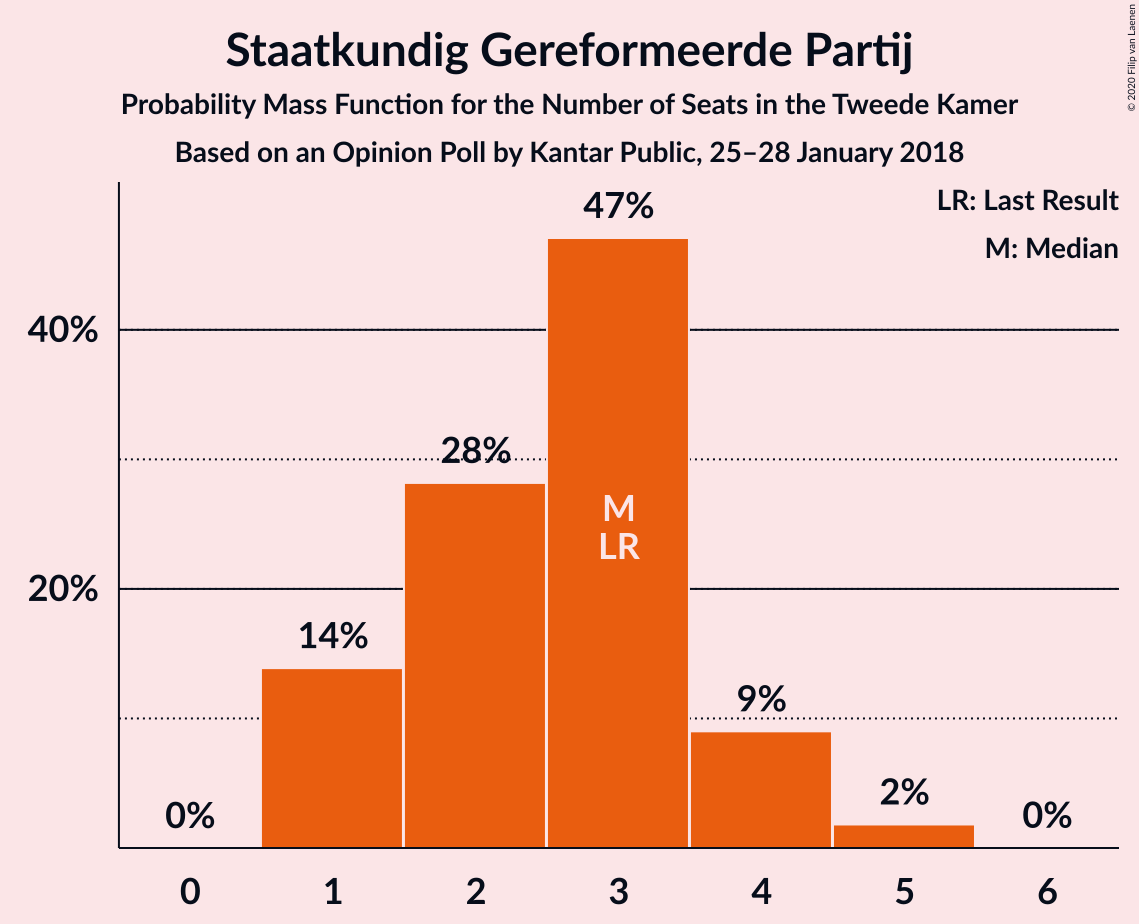 Staatkundig Gereformeerde Partij
Probability Mass Function for the Number of Seats in the Tweede Kamer
Based on an Opinion Poll by Kantar Public, 25–28 January 2018
© 2020 Filip van Laenen
LR: Last Result
M: Median
47%
40%
28%
M
LR
20%
14%
9%
2%
0%
0%
0 1 2 3 4 5 6